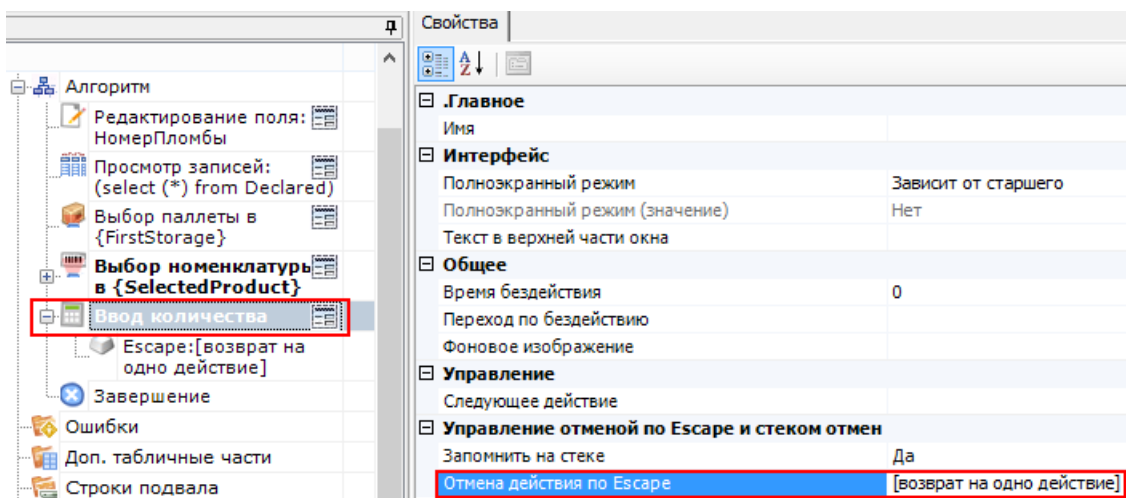 Свойства
Алгоритм
Редактирование поля:
НомерПломбы
Просмотр записей:
(select (*) from Declared)
Выбор паллеты в
{FirstStorage}
Выбор номенклатуры
в {SelectedProduct}
Ввод количества
Escape:[возврат на
одно действие]
Завершение
Ошибки
Доп. табличные части
Строки подвала
.Главное
Имя
Интерфейс
Полноэкранный режим Зависит от старшего
Полноэкранный режим (значение) Нет
Текст в верхней части окна
Общее
Время бездействия 0
Переход по бездействию
Фоновое изображение
Управление
Следующее действие
Управление отменой по Escape и стеком отмен
Запомнить на стеке Да
Отмена действия по Escape [возврат на одно действие]